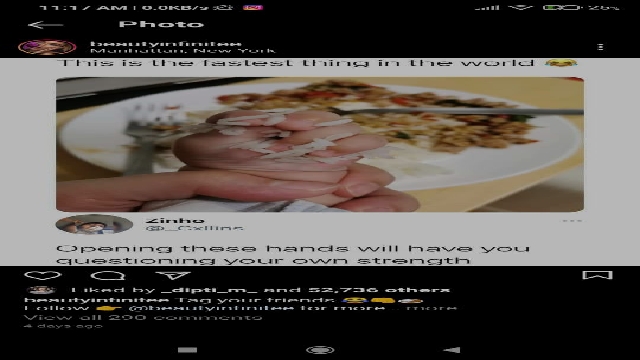 11:17 AM | 0.0KB/s
Photo
beautyinfinitee
Manhattan, New York
This is the fastest thing in the world 😂
Zinho
Opening these hands will have you
questioning your own strength
Liked by _dipti_m_ and 52,736 others
beautyinfinitee Tag your friends
Follow @beautyinfinitee for more... more
View all 290 comments
4 days ago